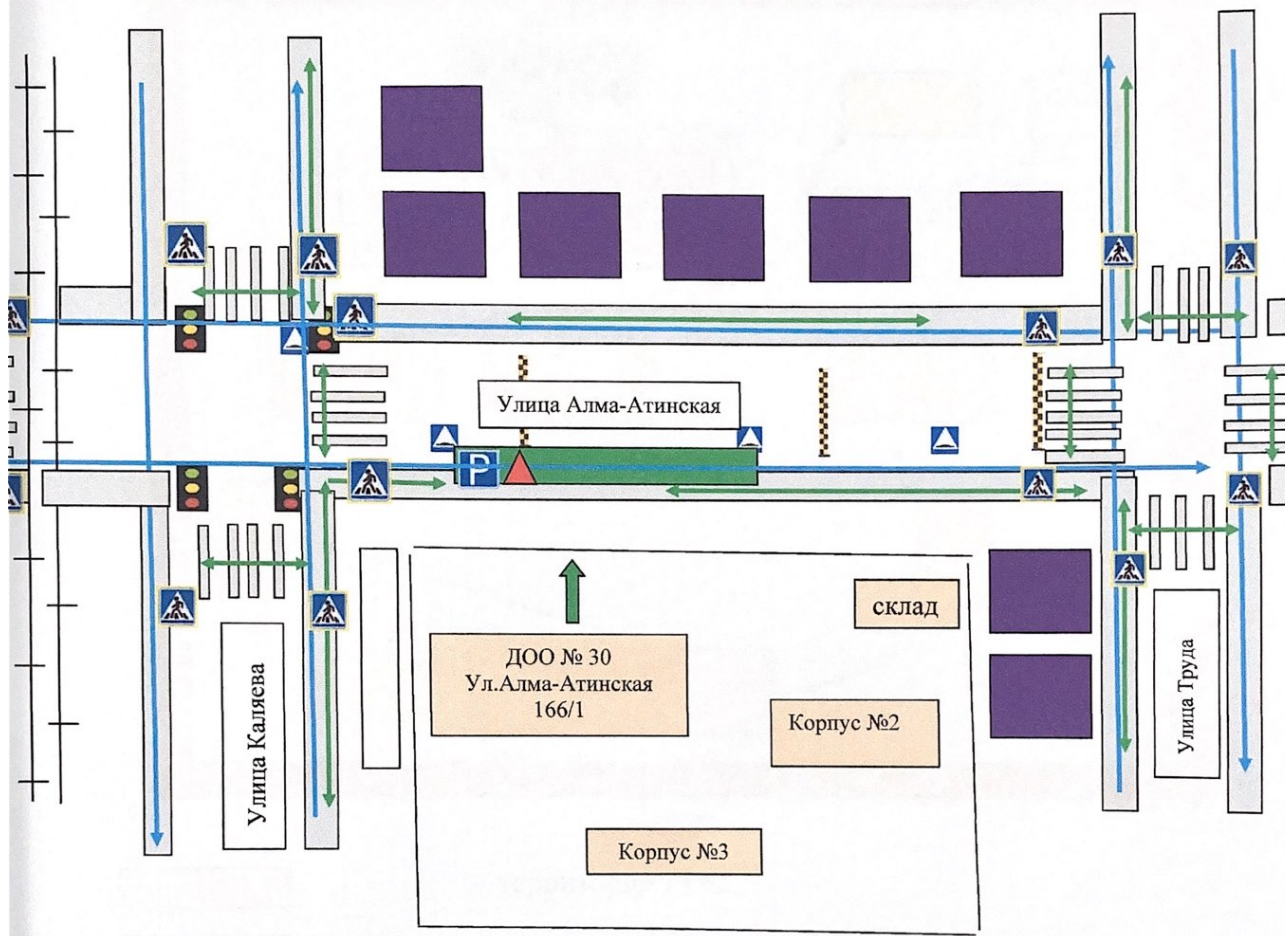 Улица Алма-Атинская
P
склад
ДОО № 30
Ул.Алма-Атинская
166/1
Корпус №2
Улица Каляева
Улица Труда
Корпус №3